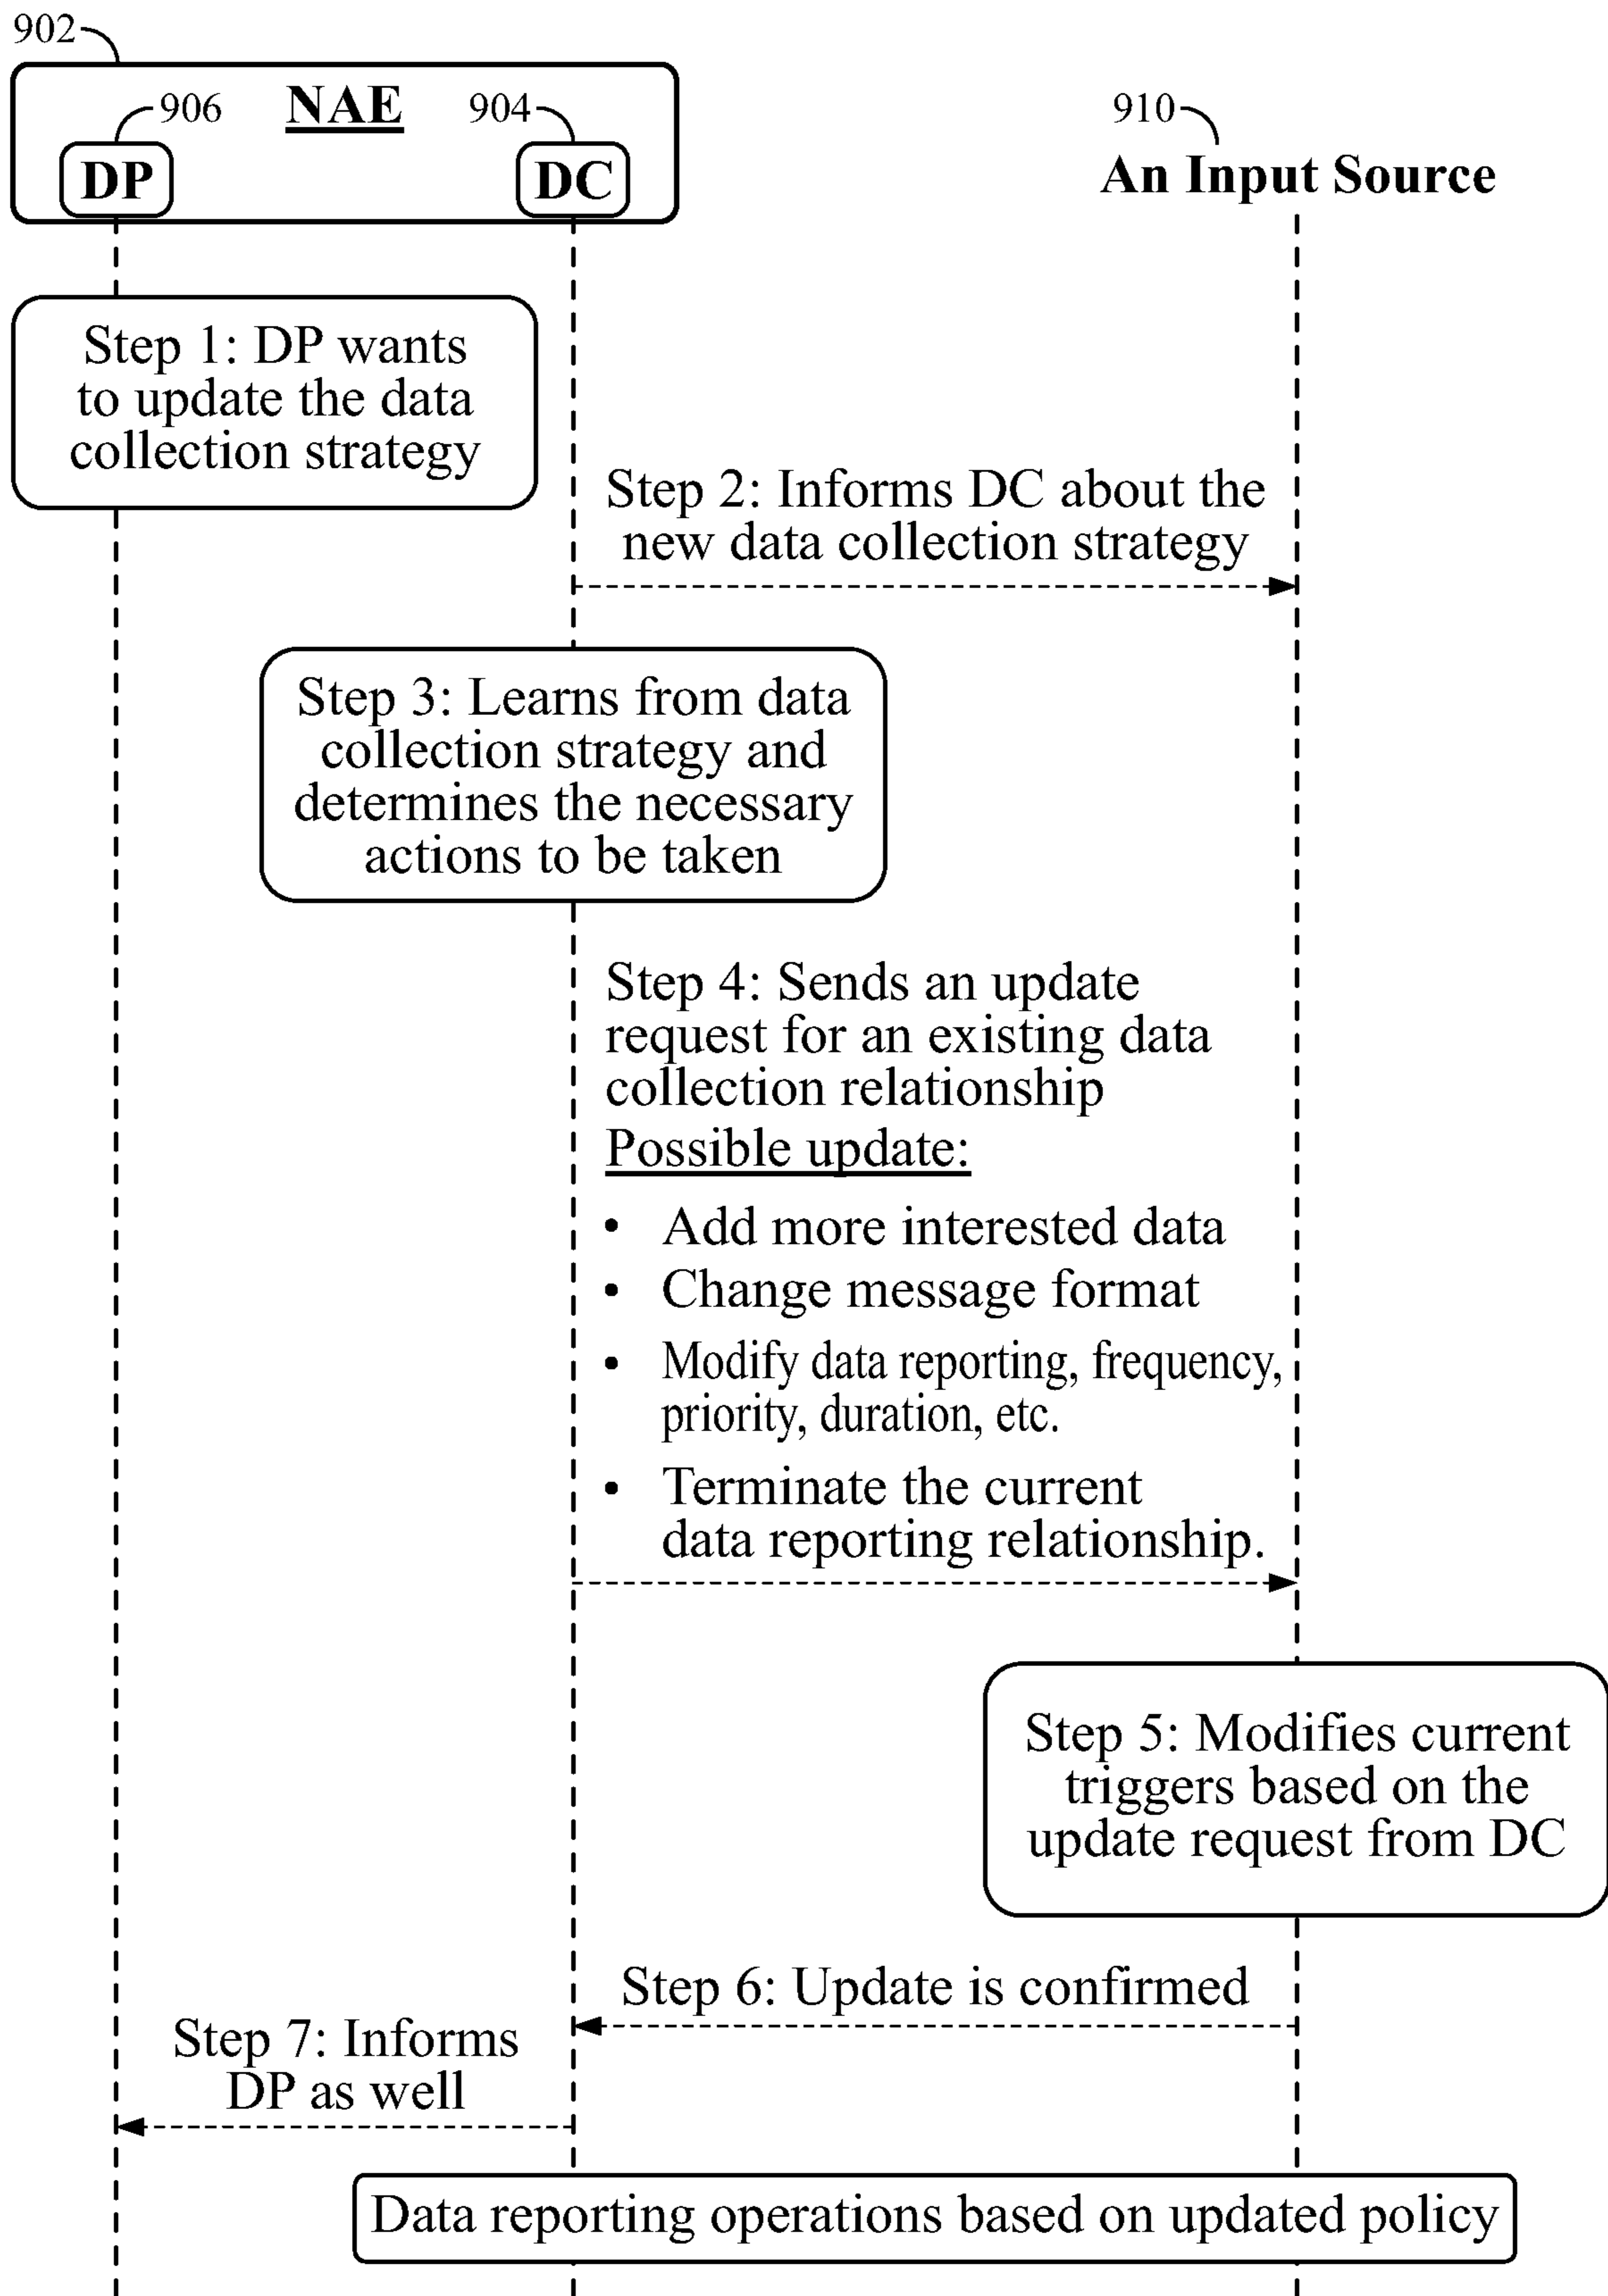 902
906 NAE 904
DP DC
910
An Input Source
Step 1: DP wants
to update the data
collection strategy
Step 2: Informs DC about the
new data collection strategy
Step 3: Learns from data
collection strategy and
determines the necessary
actions to be taken
Step 4: Sends an update
request for an existing data
collection relationship
Possible update:
• Add more interested data
• Change message format
• Modify data reporting, frequency,
priority, duration, etc.
• Terminate the current
data reporting relationship.
Step 5: Modifies current
triggers based on the
update request from DC
Step 6: Update is confirmed
Step 7: Informs
DP as well
Data reporting operations based on updated policy